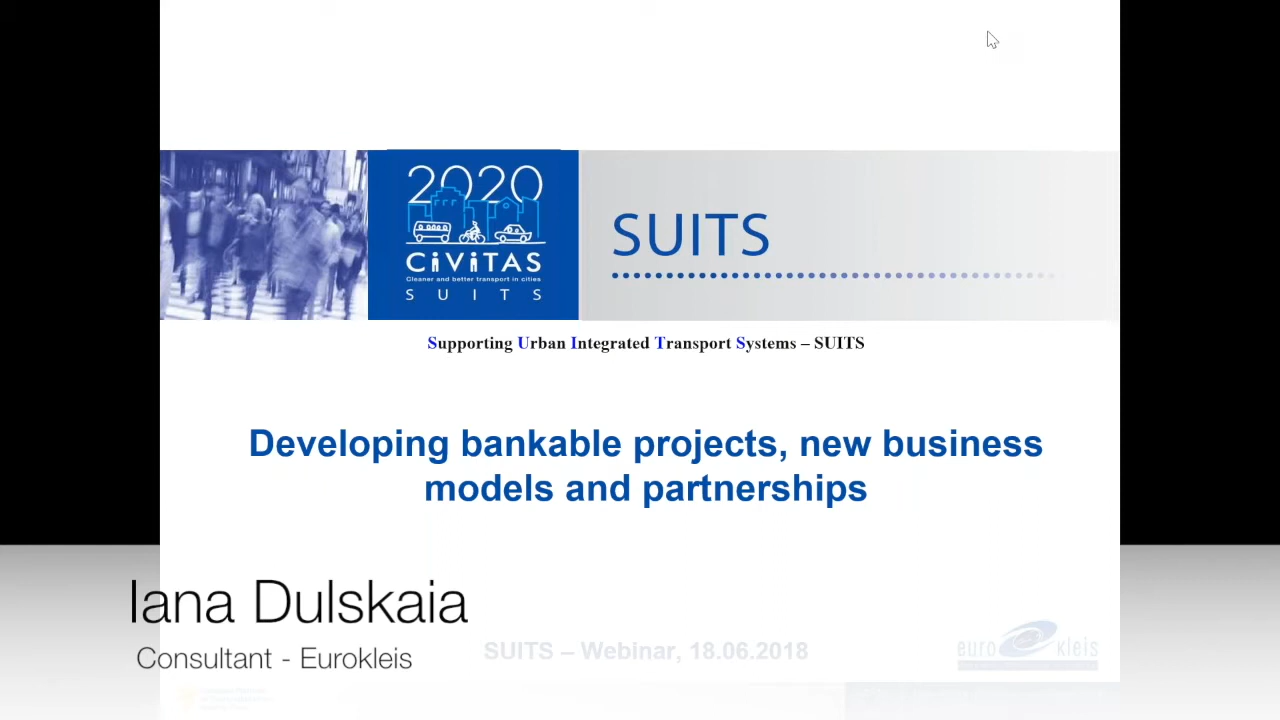 2020
CiViTAS
Cleaner and better transport in cities
SUITS
SUITS
Supporting Urban Integrated Transport Systems – SUITS
Developing bankable projects, new business
models and partnerships
Iana Dulskaia
Consultant - Eurokleis
SUITS – Webinar, 18.06.2018
euro kleis